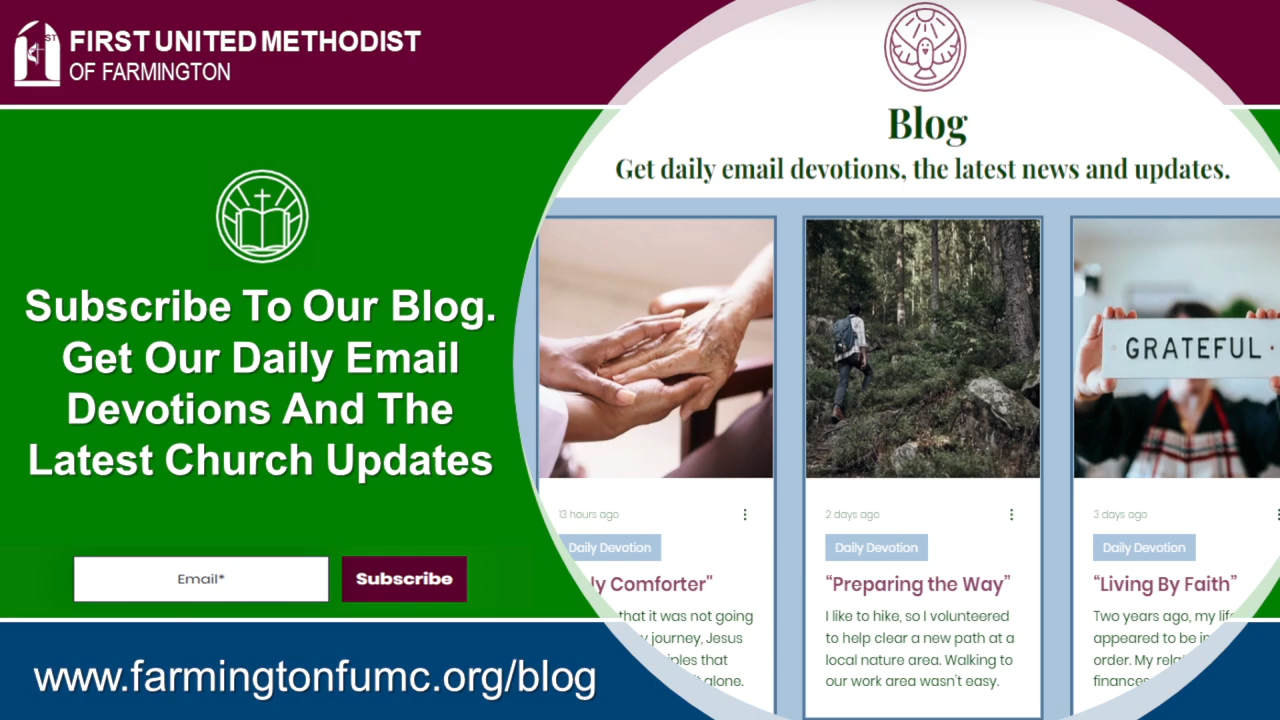 FIRST UNITED METHODIST
OF FARMINGTON
Subscribe To Our Blog.
Get Our Daily Email
Devotions And The
Latest Church Updates
Email*
Subscribe
www.farmingtonfumc.org/blog
Blog
Get daily email devotions, the latest news and updates.
13 hours ago
Daily Devotion
ly Comforter"
that it was not going
journey, Jesus
that
alone.
2 days ago
Daily Devotion
“Preparing the Way”
I like to hike, so I volunteered
to help clear a new path at a
local nature area. Walking to
our work area wasn’t easy.
GRATEFUL
3 days ago
Daily Devotion
“Living By Faith”
Two years ago, my life
appeared to be in
order. My
finances